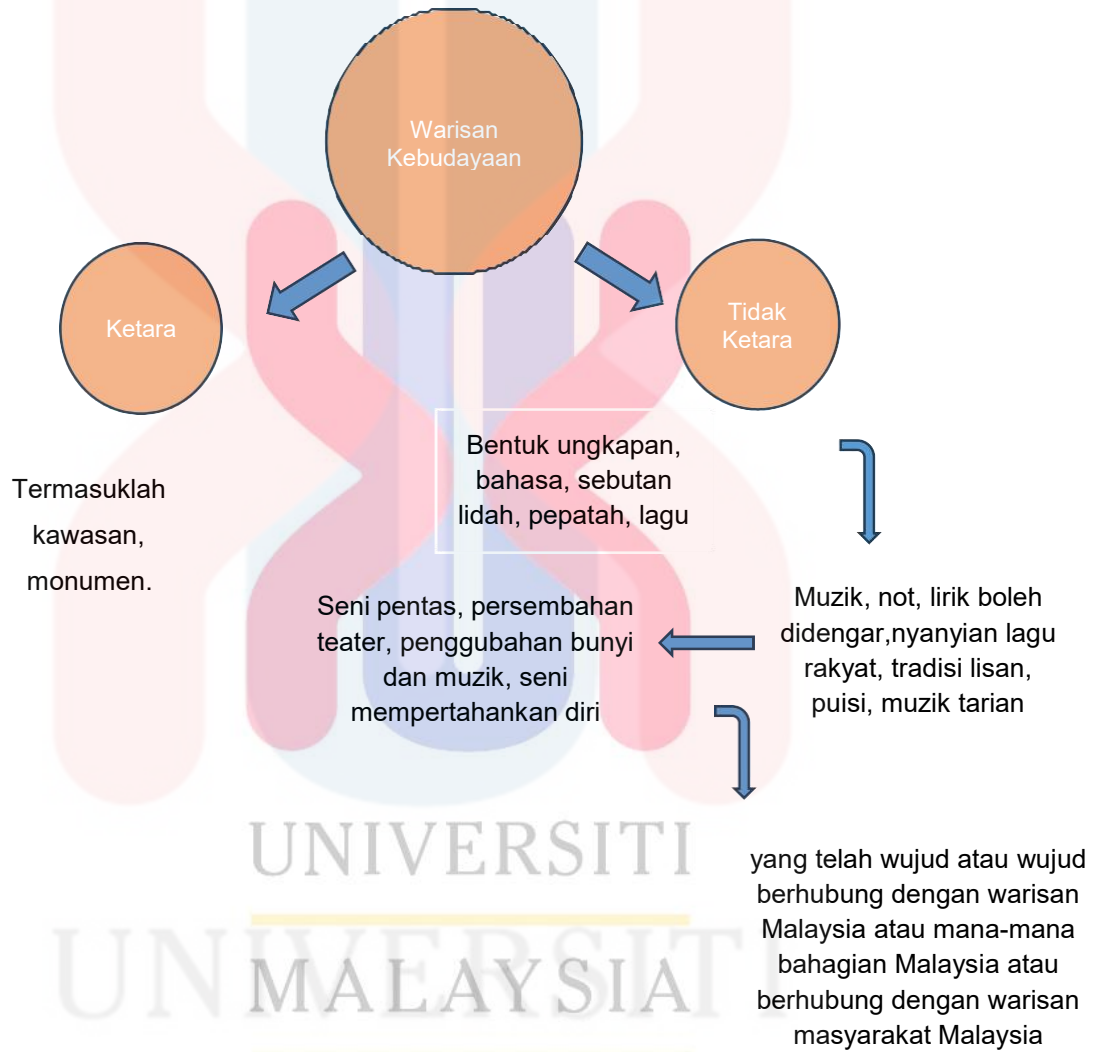 Warisan
Kebudayaan
Ketara
Tidak
Ketara
Termasuklah
kawasan,
monumen.
Bentuk ungkapan,
bahasa, sebutan
lidah, pepatah, lagu
Muzik, not, lirik boleh
didengar,nyanyian lagu
rakyat, tradisi lisan,
puisi, muzik tarian
Seni pentas, persembahan
teater, penggubahan bunyi
dan muzik, seni
mempertahankan diri
yang telah wujud atau wujud
berhubung dengan warisan
Malaysia atau mana-mana
bahagian Malaysia atau
berhubung dengan warisan
masyarakat Malaysia
UNIVERSITI
UNIVERSITI
MALAYSIA